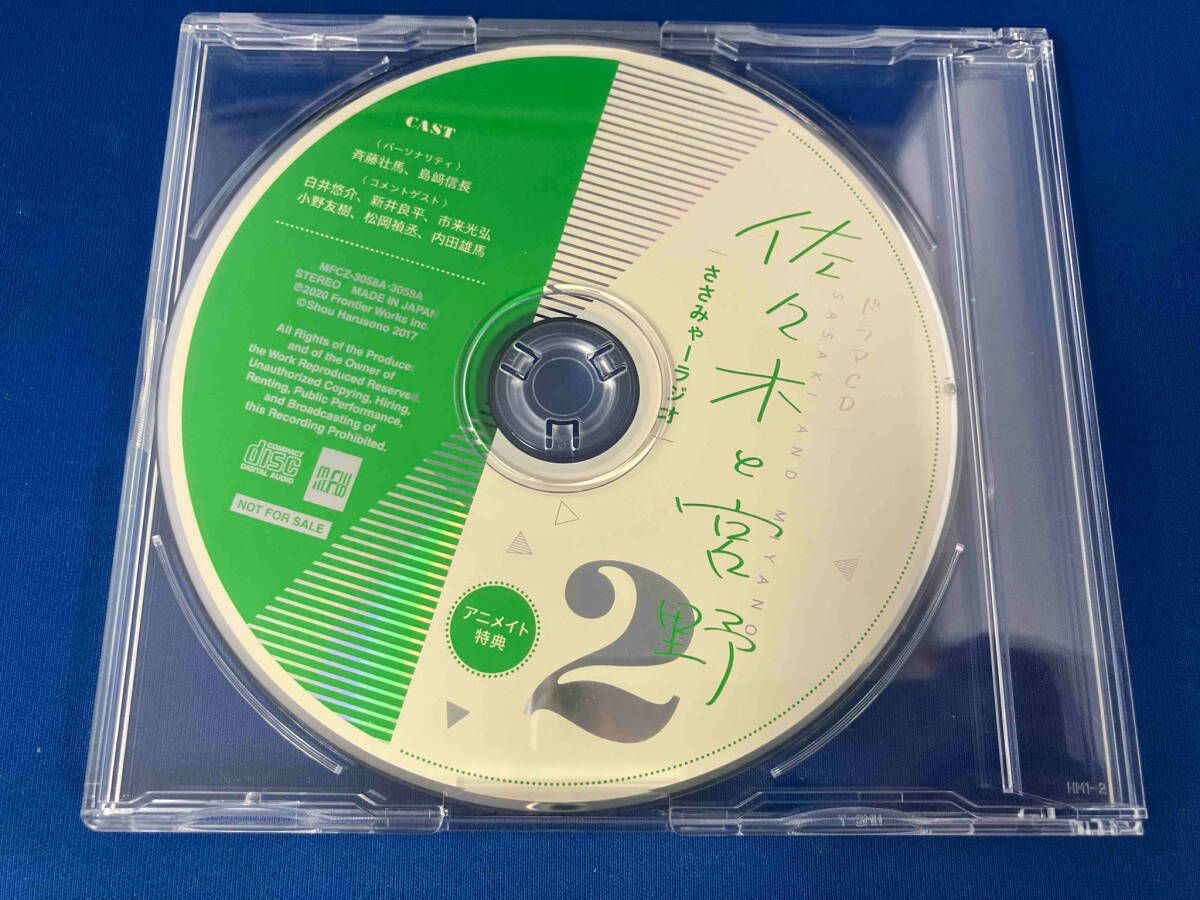 CAST
〈パーソナリティ〉
斉藤壮馬、島﨑信長
〈コメントゲスト〉
白井悠介、新井良平、市来光弘
小野友樹、松岡禎丞、内田雄馬
MFCZ-3058A・3059A
STEREO MADE IN JAPAN
℗2020 Frontier Works Inc.
©Shou Harusono 2017
All Rights of the Producer
and of the Owner of
the Work Reproduced Reserved.
Unauthorized Copying, Hiring,
Renting, Public Performance,
and Broadcasting of
this Recording Prohibited.
COMPACT
disc
DIGITAL AUDIO
NOT FOR SALE
ドラマCD
SASAKI AND MIYANO
佐々木と宮野
ささみゃーラジオ
2
アニメイト
特典